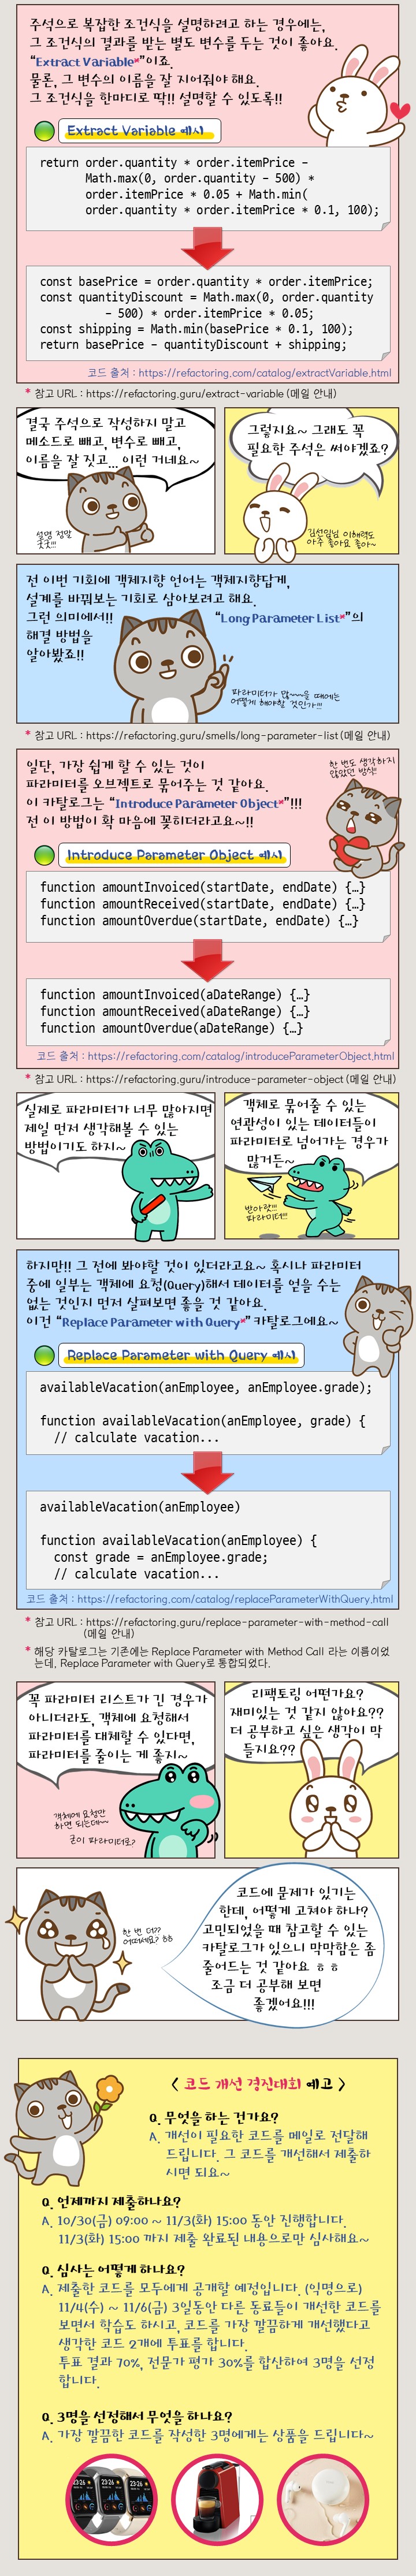 주석으로 복잡한 조건식을 설명하려고 하는 경우에는,
그 조건식의 결과를 받는 별도 변수를 두는 것이 좋아요.
“Extract Variable*”이죠.
물론, 그 변수의 이름을 잘 지어줘야 해요.
그 조건식을 한마디로 딱!! 설명할 수 있도록!!
Extract Variable 예시
return order.quantity * order.itemPrice -
Math.max(0, order.quantity - 500) *
order.itemPrice * 0.05 + Math.min(
order.quantity * order.itemPrice * 0.1, 100);
const basePrice = order.quantity * order.itemPrice;
const quantityDiscount = Math.max(0, order.quantity
- 500) * order.itemPrice * 0.05;
const shipping = Math.min(basePrice * 0.1, 100);
return basePrice - quantityDiscount + shipping;
코드 출처 : https://refactoring.com/catalog/extractVariable.html
* 참고 URL : https://refactoring.guru/extract-variable (메일 안내)
결국 주석으로 작성하지 말고
메소드로 빼고, 변수로 빼고,
이름을 잘 짓고... 이런 거네요~
설명 정말
굿굿!!!
그렇지요~ 그래도 꼭
필요한 주석은 써야겠죠?
김선임님 이해력도
아주 좋아요 좋아~
전 이번 기회에 객체지향 언어는 객체지향답게,
설계를 바꿔보는 기회로 삼아보려고 해요.
그런 의미에서!! “Long Parameter List*”의
해결 방법을
알아봤죠!!
파라미터가 많~~~을 때에는
어떻게 해야할 것인가!!!
* 참고 URL : https://refactoring.guru/smells/long-parameter-list (메일 안내)
일단, 가장 쉽게 할 수 있는 것이
파라미터를 오브젝트로 묶어주는 것 같아요.
이 카탈로그는 “Introduce Parameter Object*”!!!
전 이 방법이 확 마음에 꽂히더라고요~!!
한 번도 생각하지
않았던 방식!!
Introduce Parameter Object 예시
function amountInvoiced(startDate, endDate) {…}
function amountReceived(startDate, endDate) {…}
function amountOverdue(startDate, endDate) {…}
function amountInvoiced(aDateRange) {…}
function amountReceived(aDateRange) {…}
function amountOverdue(aDateRange) {…}
코드 출처 : https://refactoring.com/catalog/introduceParameterObject.html
* 참고 URL : https://refactoring.guru/introduce-parameter-object (메일 안내)
실제로 파라미터가 너무 많아지면
제일 먼저 생각해볼 수 있는
방법이기도 하지~
객체로 묶어줄 수 있는
연관성이 있는 데이터들이
파라미터로 넘어가는 경우가
많거든~
받아랏!!!
파라미터!!!
하지만!! 그 전에 봐야할 것이 있더라고요~ 혹시나 파라미터
중에 일부는 객체에 요청(Query)해서 데이터를 얻을 수는
없는 것인지 먼저 살펴보면 좋을 것 같아요.
이건 “Replace Parameter with Query*” 카탈로그에요~
Replace Parameter with Query 예시
availableVacation(anEmployee, anEmployee.grade);
function availableVacation(anEmployee, grade) {
// calculate vacation...
availableVacation(anEmployee)
function availableVacation(anEmployee) {
const grade = anEmployee.grade;
// calculate vacation...
코드 출처 : https://refactoring.com/catalog/replaceParameterWithQuery.html
* 참고 URL : https://refactoring.guru/replace-parameter-with-method-call
(메일 안내)
* 해당 카탈로그는 기존에는 Replace Parameter with Method Call 라는 이름이었
는데, Replace Parameter with Query로 통합되었다.
꼭 파라미터 리스트가 긴 경우가
아니더라도, 객체에 요청해서
파라미터를 대체할 수 있다면,
파라미터를 줄이는 게 좋지~
객체에 요청만
하면 되는데~~
굳이 파라미터로?
리팩토링 어떤가요?
재미있는 것 같지 않아요??
더 공부하고 싶은 생각이 막
들지요??
한 번 더??
어떠세요? ㅎㅎ
코드에 문제가 있기는
한데, 어떻게 고쳐야 하나?
고민되었을 때 참고할 수 있는
카탈로그가 있으니 막막함은 좀
줄어드는 것 같아요 ㅎㅎ
조금 더 공부해 보면
좋겠어요!!!
< 코드 개선 경진대회 예고 >
Q. 무엇을 하는 건가요?
A. 개선이 필요한 코드를 메일로 전달해
드립니다. 그 코드를 개선해서 제출하
시면 되요~
Q. 언제까지 제출하나요?
A. 10/30(금) 09:00 ~ 11/3(화) 15:00 동안 진행합니다.
11/3(화) 15:00 까지 제출 완료된 내용으로만 심사해요~
Q. 심사는 어떻게 하나요?
A. 제출한 코드를 모두에게 공개할 예정입니다. (익명으로)
11/4(수) ~ 11/6(금) 3일동안 다른 동료들이 개선한 코드를
보면서 학습도 하시고, 코드를 가장 깔끔하게 개선했다고
생각한 코드 2개에 투표를 합니다.
투표 결과 70%, 전문가 평가 30%를 합산하여 3명을 선정
합니다.
Q. 3명을 선정해서 무엇을 하나요?
A. 가장 깔끔한 코드를 작성한 3명에게는 상품을 드립니다~
23:26
23:26